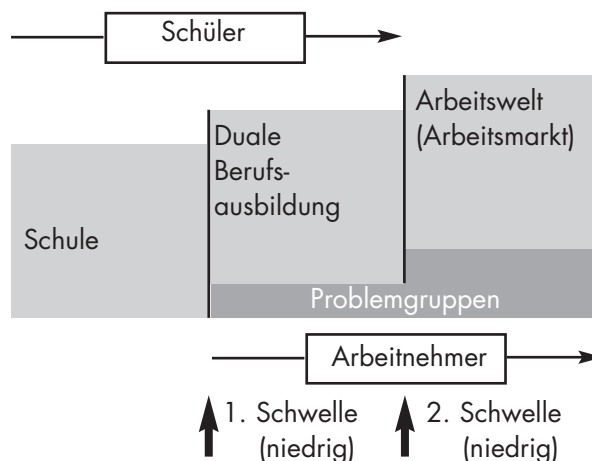 Schüler
Arbeitswelt
(Arbeitsmarkt)
Duale
Berufs-
ausbildung
Schule
Problemgruppen
Arbeitnehmer
1. Schwelle
(niedrig)
2. Schwelle
(niedrig)